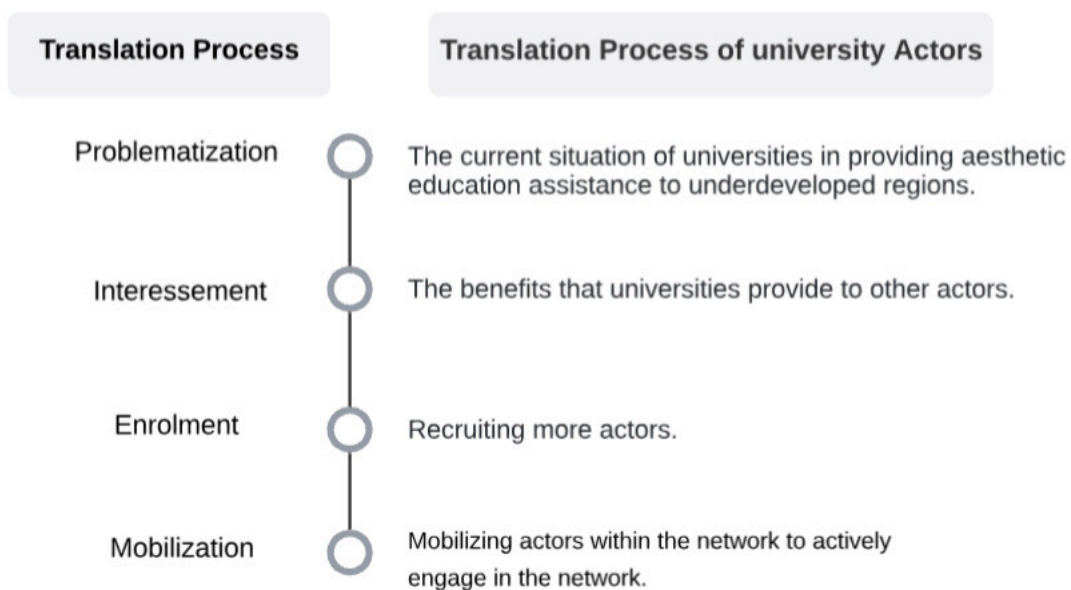 Translation Process
Translation Process of university Actors
Problematization
The current situation of universities in providing aesthetic
education assistance to underdeveloped regions.
Interessement
The benefits that universities provide to other actors.
Enrolment
Recruiting more actors.
Mobilization
Mobilizing actors within the network to actively
engage in the network.